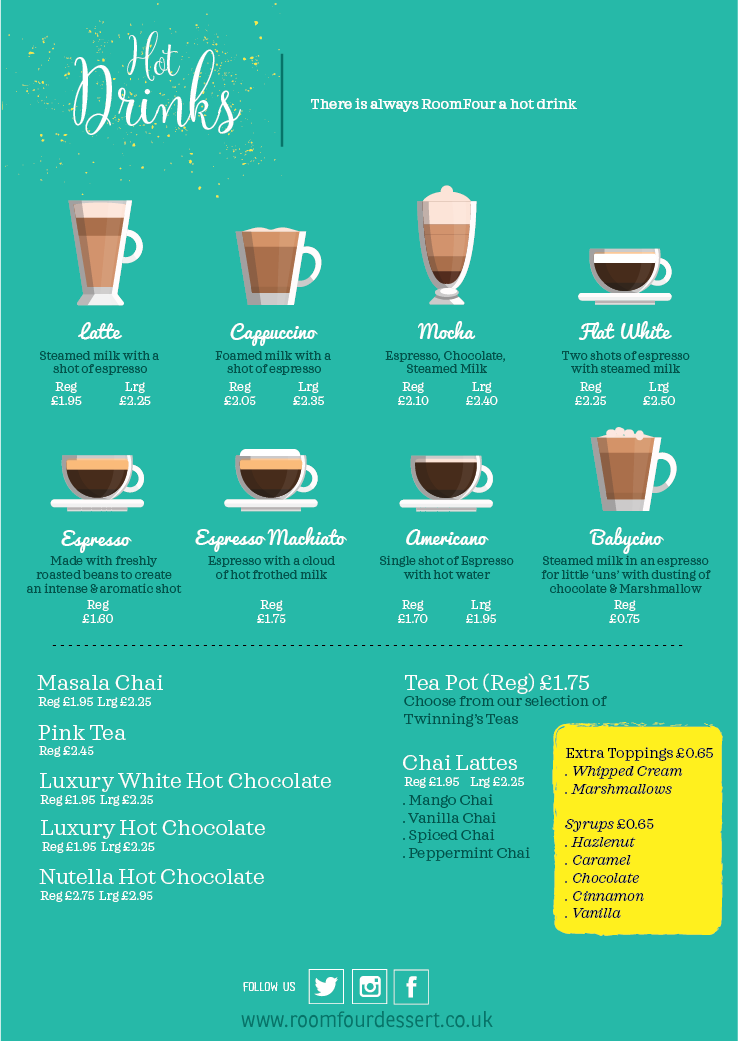 Hot
Drinks
There is always RoomFour a hot drink
Latte
Steamed milk with a
shot of espresso
Reg Lrg
£1.95 £2.25
Cappuccino
Foamed milk with a
shot of espresso
Reg Lrg
£2.05 £2.35
Mocha
Espresso, Chocolate,
Steamed Milk
Reg Lrg
£2.10 £2.40
Flat White
Two shots of espresso
with steamed milk
Reg Lrg
£2.25 £2.50
Espresso
Made with freshly
roasted beans to create
an intense & aromatic shot
Reg
£1.60
Espresso Machiato
Espresso with a cloud
of hot frothed milk
Reg
£1.75
Americano
Single shot of Espresso
with hot water
Reg Lrg
£1.70 £1.95
Babycino
Steamed milk in an espresso
for little 'uns' with dusting of
chocolate & Marshmallow
Reg
£0.75
Masala Chai
Reg £1.95 Lrg £2.25
Pink Tea
Reg £2.45
Luxury White Hot Chocolate
Reg £1.95 Lrg £2.25
Luxury Hot Chocolate
Reg £1.95 Lrg £2.25
Nutella Hot Chocolate
Reg £2.75 Lrg £2.95
Tea Pot (Reg) £1.75
Choose from our selection of
Twinning's Teas
Chai Lattes
Reg £1.95 Lrg £2.25
. Mango Chai
. Vanilla Chai
. Spiced Chai
. Peppermint Chai
Extra Toppings £0.65
. Whipped Cream
. Marshmallows
Syrups £0.65
. Hazlenut
. Caramel
. Chocolate
. Cinnamon
. Vanilla
FOLLOW US
www.roomfourdessert.co.uk